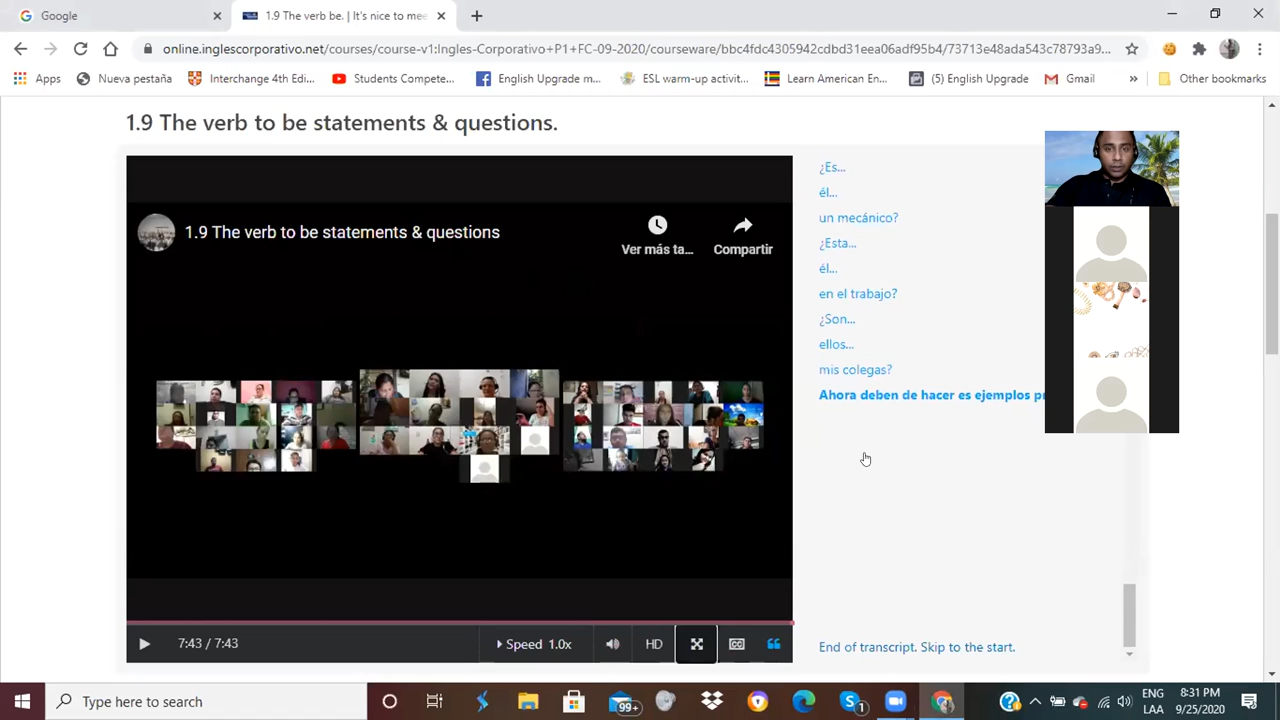 Google
1.9 The verb be. | It's nice to mee
online.inglescorporativo.net/courses/course-v1:Ingles-Corporativo+P1+FC-09-2020/courseware/bbc4fdc4305942cdbd31eea06adf95b4/73713e48ada543c78793a9...
Apps
Nueva pestaña
Interchange 4th Edi...
Students Compete...
English Upgrade m...
ESL warm-up activit...
Learn American En...
(5) English Upgrade
Gmail
»
Other bookmarks
1.9 The verb to be statements & questions.
1.9 The verb to be statements & questions
Ver más ta...
Compartir
¿Es...
él...
un mecánico?
¿Esta...
él...
en el trabajo?
¿Son...
ellos...
mis colegas?
Ahora deben de hacer es ejemplos pr
7:43 / 7:43
Speed 1.0x
HD
CC
End of transcript. Skip to the start.
Type here to search
99+
S 1
ENG
LAA
8:31 PM
9/25/2020